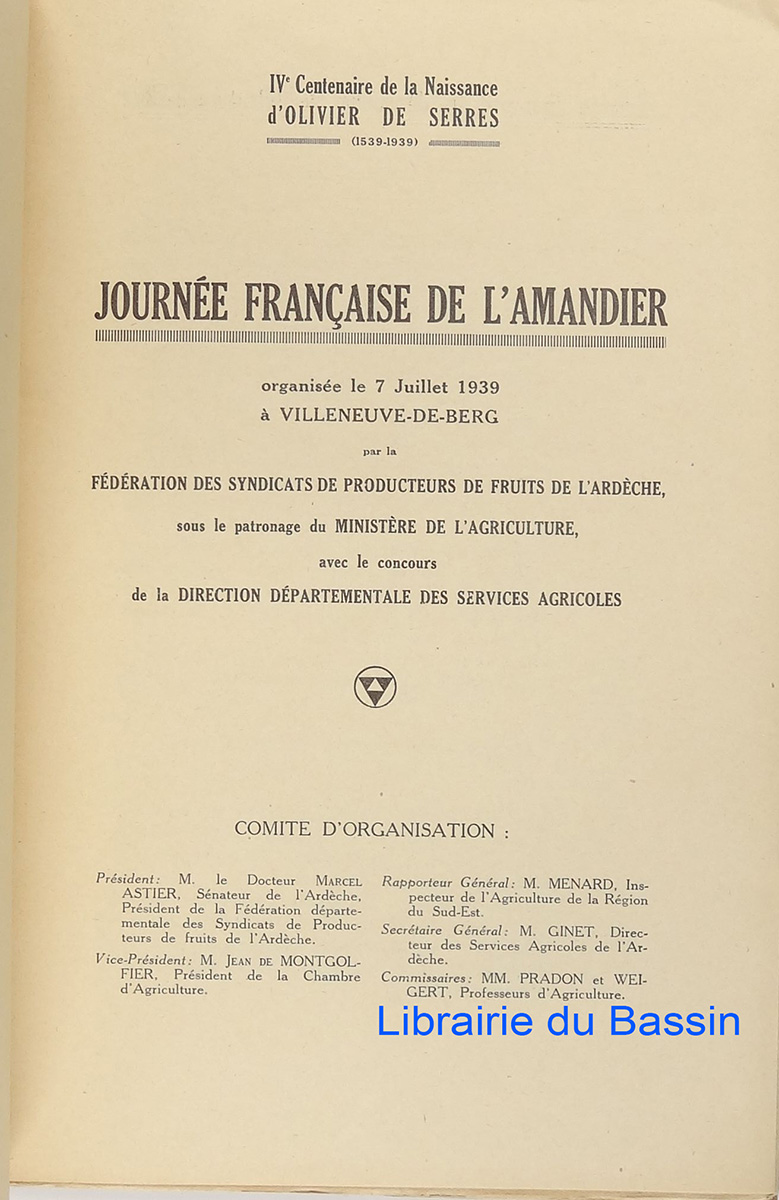 IVe Centenaire de la Naissance
d'OLIVIER DE SERRES
(1539-1939)
JOURNÉE FRANÇAISE DE L'AMANDIER
organisée le 7 Juillet 1939
à VILLENEUVE-DE-BERG
par la
FÉDÉRATION DES SYNDICATS DE PRODUCTEURS DE FRUITS DE L'ARDÈCHE,
sous le patronage du MINISTÈRE DE L'AGRICULTURE,
avec le concours
de la DIRECTION DÉPARTEMENTALE DES SERVICES AGRICOLES
COMITE D'ORGANISATION :
Président: M. le Docteur MARCEL
ASTIER, Sénateur de l'Ardèche,
Président de la Fédération départe-
mentale des Syndicats de Produc-
teurs de fruits de l'Ardèche.
Vice-Président: M. JEAN DE MONTGOL-
FIER, Président de la Chambre
d'Agriculture.
Rapporteur Général: M. MENARD, Ins-
pecteur de l'Agriculture de la Région
du Sud-Est.
Secrétaire Général: M. GINET, Direc-
teur des Services Agricoles de l'Ar-
dèche.
Commissaires: MM. PRADON et WEI-
GERT, Professeurs d'Agriculture.
Librairie du Bassin